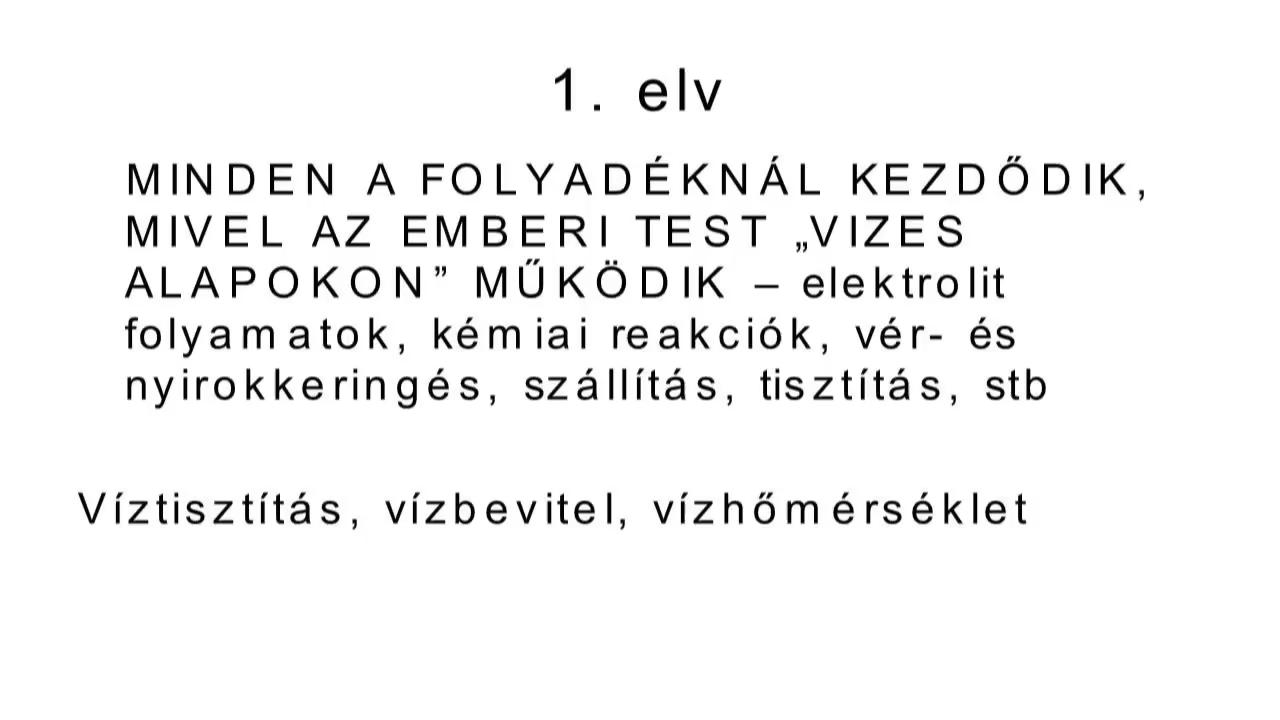 1. elv
MINDEN A FOLYADÉKNÁL KEZDŐDIK,
MIVEL AZ EMBERI TEST „VIZES
ALAPOKON” MŰKÖDIK – elektrolit
folyamatok, kémiai reakciók, vér- és
nyirokkeringés, szállítás, tisztítás, stb
Víztisztítás, vízbevitel, vízhőmérséklet